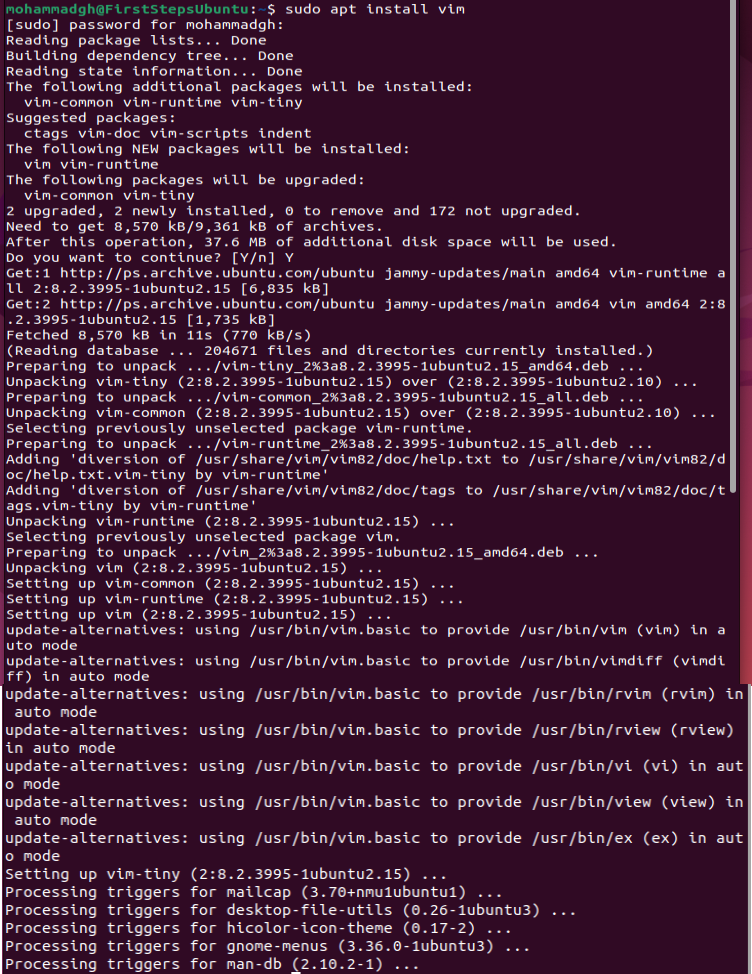 mohammadgh@FirstStepsUbuntu:~$ sudo apt install vim
[sudo] password for mohammadgh:
Reading package lists... Done
Building dependency tree... Done
Reading state information... Done
The following additional packages will be installed:
  vim-common vim-runtime vim-tiny
Suggested packages:
  ctags vim-doc vim-scripts indent
The following NEW packages will be installed:
  vim vim-runtime
The following packages will be upgraded:
  vim-common vim-tiny
2 upgraded, 2 newly installed, 0 to remove and 172 not upgraded.
Need to get 8,570 kB/9,361 kB of archives.
After this operation, 37.6 MB of additional disk space will be used.
Do you want to continue? [Y/n] Y
Get:1 http://ps.archive.ubuntu.com/ubuntu jammy-updates/main amd64 vim-runtime a
ll 2:8.2.3995-1ubuntu2.15 [6,835 kB]
Get:2 http://ps.archive.ubuntu.com/ubuntu jammy-updates/main amd64 vim amd64 2:8
.2.3995-1ubuntu2.15 [1,735 kB]
Fetched 8,570 kB in 11s (770 kB/s)
(Reading database ... 204671 files and directories currently installed.)
Preparing to unpack .../vim-tiny_2%3a8.2.3995-1ubuntu2.15_amd64.deb ...
Unpacking vim-tiny (2:8.2.3995-1ubuntu2.15) over (2:8.2.3995-1ubuntu2.10) ...
Preparing to unpack .../vim-common_2%3a8.2.3995-1ubuntu2.15_all.deb ...
Unpacking vim-common (2:8.2.3995-1ubuntu2.15) over (2:8.2.3995-1ubuntu2.10) ...
Selecting previously unselected package vim-runtime.
Preparing to unpack .../vim-runtime_2%3a8.2.3995-1ubuntu2.15_all.deb ...
Adding 'diversion of /usr/share/vim/vim82/doc/help.txt to /usr/share/vim/vim82/d
oc/help.txt.vim-tiny by vim-runtime'
Adding 'diversion of /usr/share/vim/vim82/doc/tags to /usr/share/vim/vim82/doc/t
ags.vim-tiny by vim-runtime'
Unpacking vim-runtime (2:8.2.3995-1ubuntu2.15) ...
Selecting previously unselected package vim.
Preparing to unpack .../vim_2%3a8.2.3995-1ubuntu2.15_amd64.deb ...
Unpacking vim (2:8.2.3995-1ubuntu2.15) ...
Setting up vim-common (2:8.2.3995-1ubuntu2.15) ...
Setting up vim-runtime (2:8.2.3995-1ubuntu2.15) ...
Setting up vim (2:8.2.3995-1ubuntu2.15) ...
update-alternatives: using /usr/bin/vim.basic to provide /usr/bin/vim (vim) in a
uto mode
update-alternatives: using /usr/bin/vim.basic to provide /usr/bin/vimdiff (vimdi
ff) in auto mode
update-alternatives: using /usr/bin/vim.basic to provide /usr/bin/rvim (rvim) in
 auto mode
update-alternatives: using /usr/bin/vim.basic to provide /usr/bin/rview (rview)
in auto mode
update-alternatives: using /usr/bin/vim.basic to provide /usr/bin/vi (vi) in aut
o mode
update-alternatives: using /usr/bin/vim.basic to provide /usr/bin/view (view) in
 auto mode
update-alternatives: using /usr/bin/vim.basic to provide /usr/bin/ex (ex) in aut
o mode
Setting up vim-tiny (2:8.2.3995-1ubuntu2.15) ...
Processing triggers for mailcap (3.70+nmu1ubuntu1) ...
Processing triggers for desktop-file-utils (0.26-1ubuntu3) ...
Processing triggers for hicolor-icon-theme (0.17-2) ...
Processing triggers for gnome-menus (3.36.0-1ubuntu3) ...
Processing triggers for man-db (2.10.2-1) ...